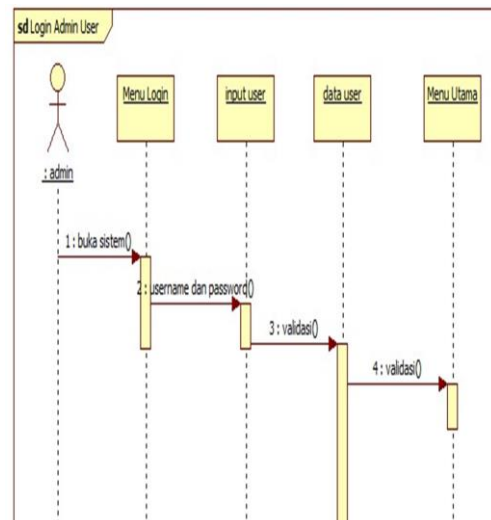 sd Login Admin User
Menu Login
input user
data user
Menu Utama
: admin
1 : buka sistem()
2 : username dan password()
3 : validasi()
4 : validasi()